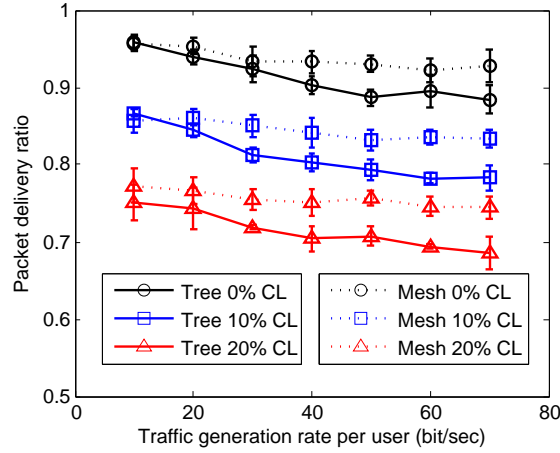 1
0.9
0.8
0.7
0.6
0.5
0
20
40
60
80
Packet delivery ratio
Traffic generation rate per user (bit/sec)
Tree 0% CL
Tree 10% CL
Tree 20% CL
Mesh 0% CL
Mesh 10% CL
Mesh 20% CL